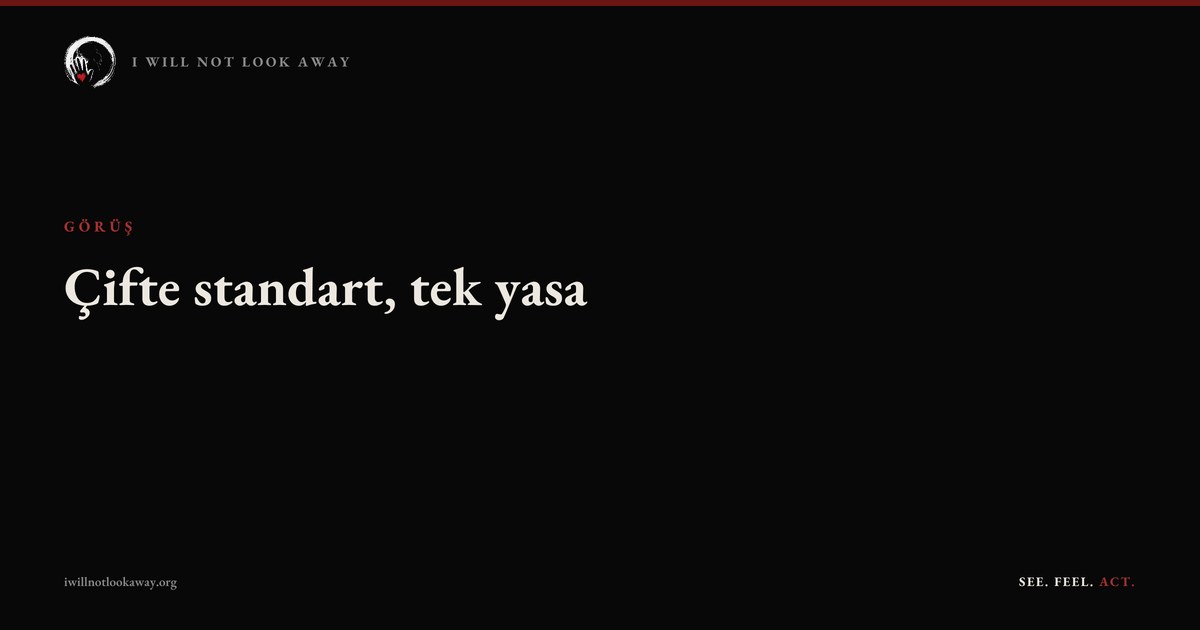 I WILL NOT LOOK AWAY
GÖRÜŞ
Çifte standart, tek yasa
iwillnotlookaway.org
SEE. FEEL. ACT.